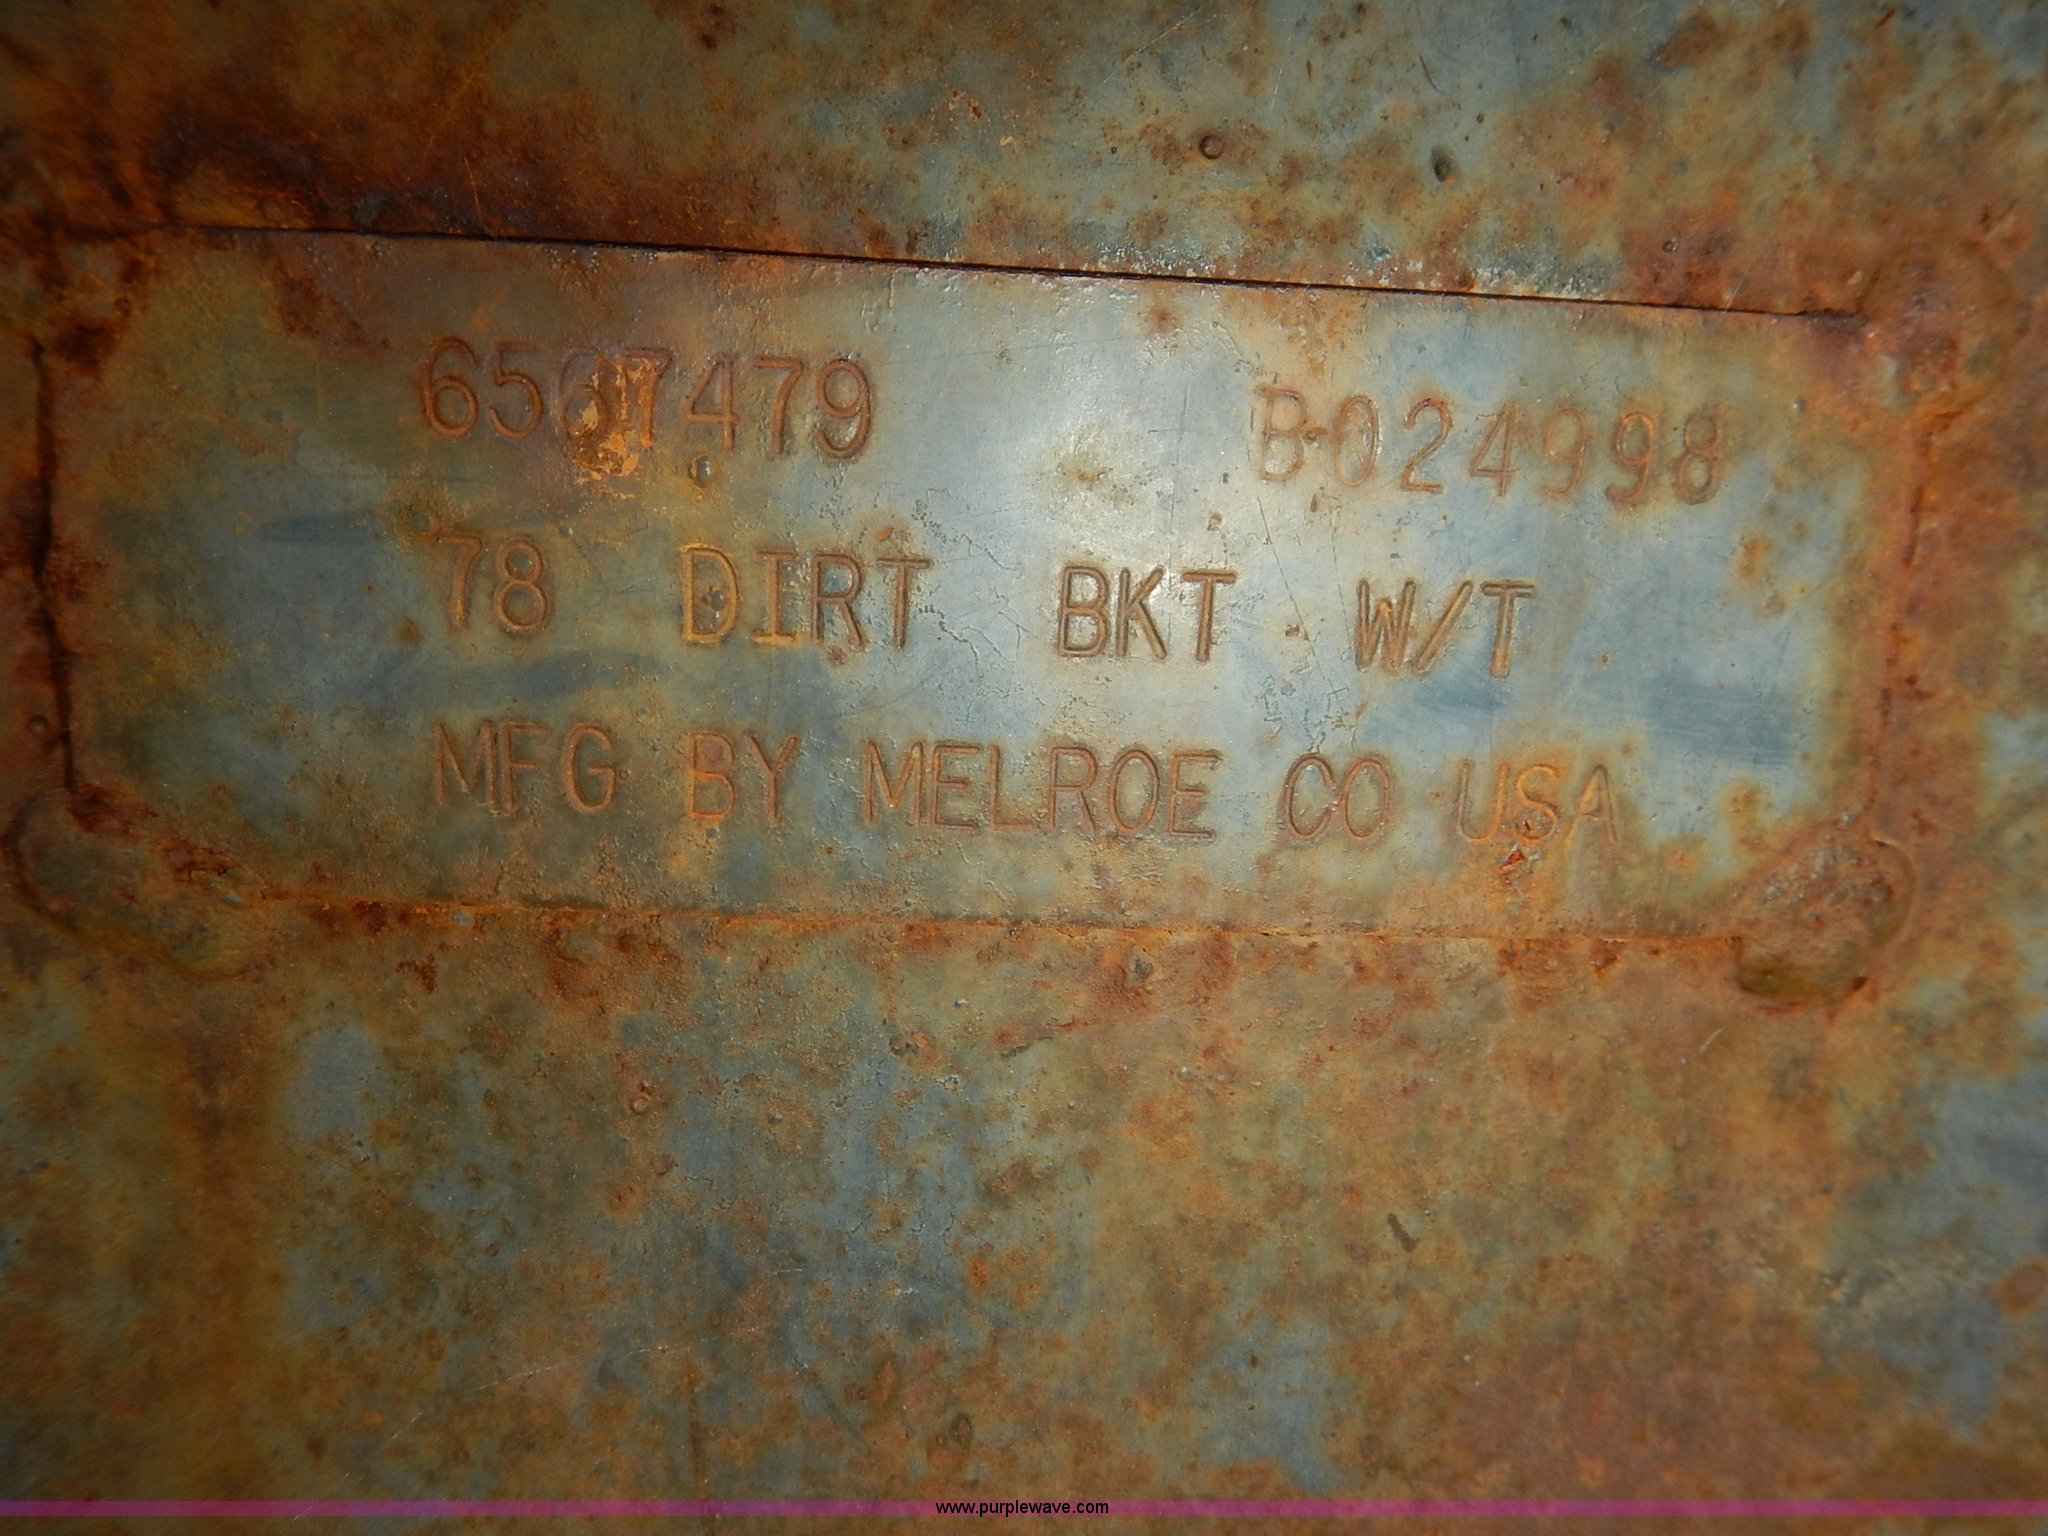 6567479 B024998
78 DIRT BKT W/T
MFG BY MELROE CO USA
www.purplewave.com